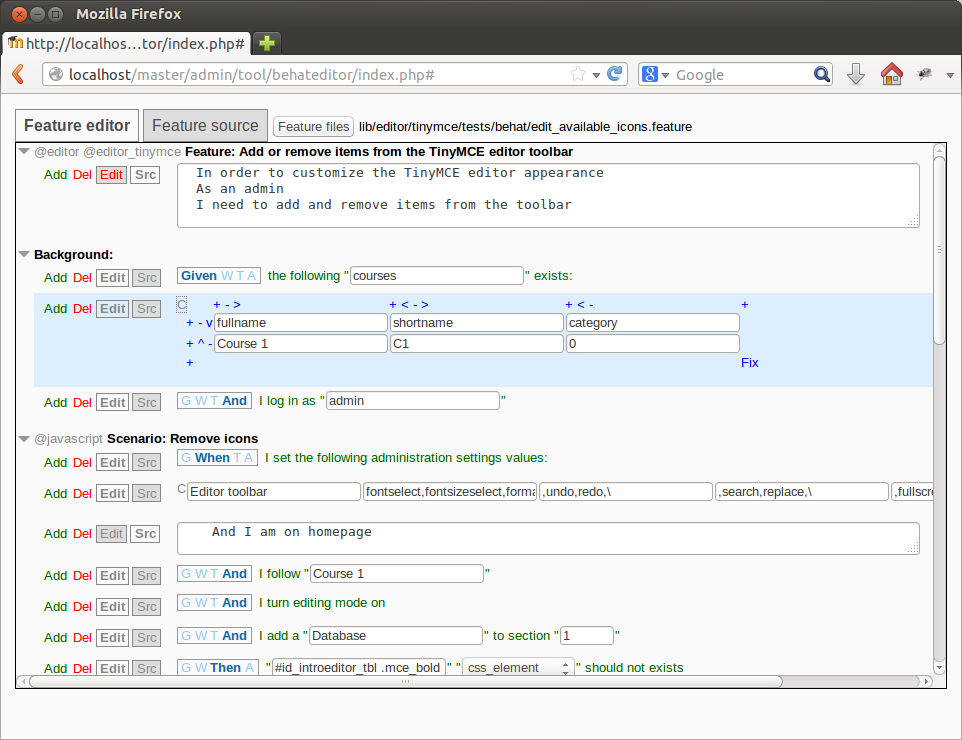 Mozilla Firefox
http://localhos...tor/index.php#
localhost/master/admin/tool/behateditor/index.php#
Google
Feature editor Feature source Feature files lib/editor/tinymce/tests/behat/edit_available_icons.feature
@editor @editor_tinymce Feature: Add or remove items from the TinyMCE editor toolbar
Add Del Edit Src In order to customize the TinyMCE editor appearance
As an admin
I need to add and remove items from the toolbar
Background:
Add Del Edit Src Given W T A the following "courses" exists:
Add Del Edit Src C + - > + < - > + < - +
+ - v fullname shortname category
+ ^ - Course 1 C1 0
+ Fix
Add Del Edit Src G W T And I log in as "admin"
@javascript Scenario: Remove icons
Add Del Edit Src G When T A I set the following administration settings values:
Add Del Edit Src C Editor toolbar fontselect,fontsizeselect,forma ,undo,redo,\ ,search,replace,\ ,fullscre
Add Del Edit Src And I am on homepage
Add Del Edit Src G W T And I follow "Course 1"
Add Del Edit Src G W T And I turn editing mode on
Add Del Edit Src G W T And I add a "Database" to section "1"
Add Del Edit Src G W Then A "#id_introeditor_tbl .mce_bold" "css_element" should not exists